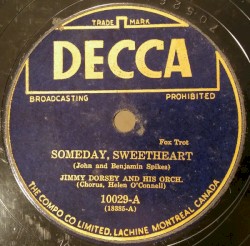 TRADE MARK
DECCA
BROADCASTING PROHIBITED
Fox Trot
SOMEDAY, SWEETHEART
(John and Benjamin Spikes)
JIMMY DORSEY AND HIS ORCH.
(Chorus, Helen O'Connell)
10029-A
(18385-A)
THE COMPO CO. LIMITED. LACHINE MONTREAL CANADA